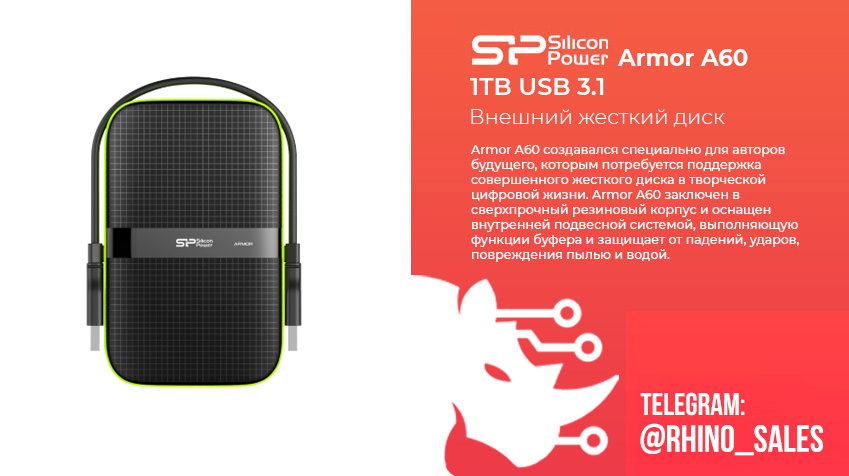 SP Silicon Power Armor A60
1TB USB 3.1
Внешний жесткий диск
Armor A60 создавался специально для авторов
будущего, которым потребуется поддержка
совершенного жесткого диска в творческой
цифровой жизни. Armor A60 заключен в
сверхпрочный резиновый корпус и оснащен
внутренней подвесной системой, выполняющую
функции буфера и защищает от падений, ударов,
повреждения пылью и водой.
SP Silicon Power ARMOR
TELEGRAM:
@RHINO_SALES